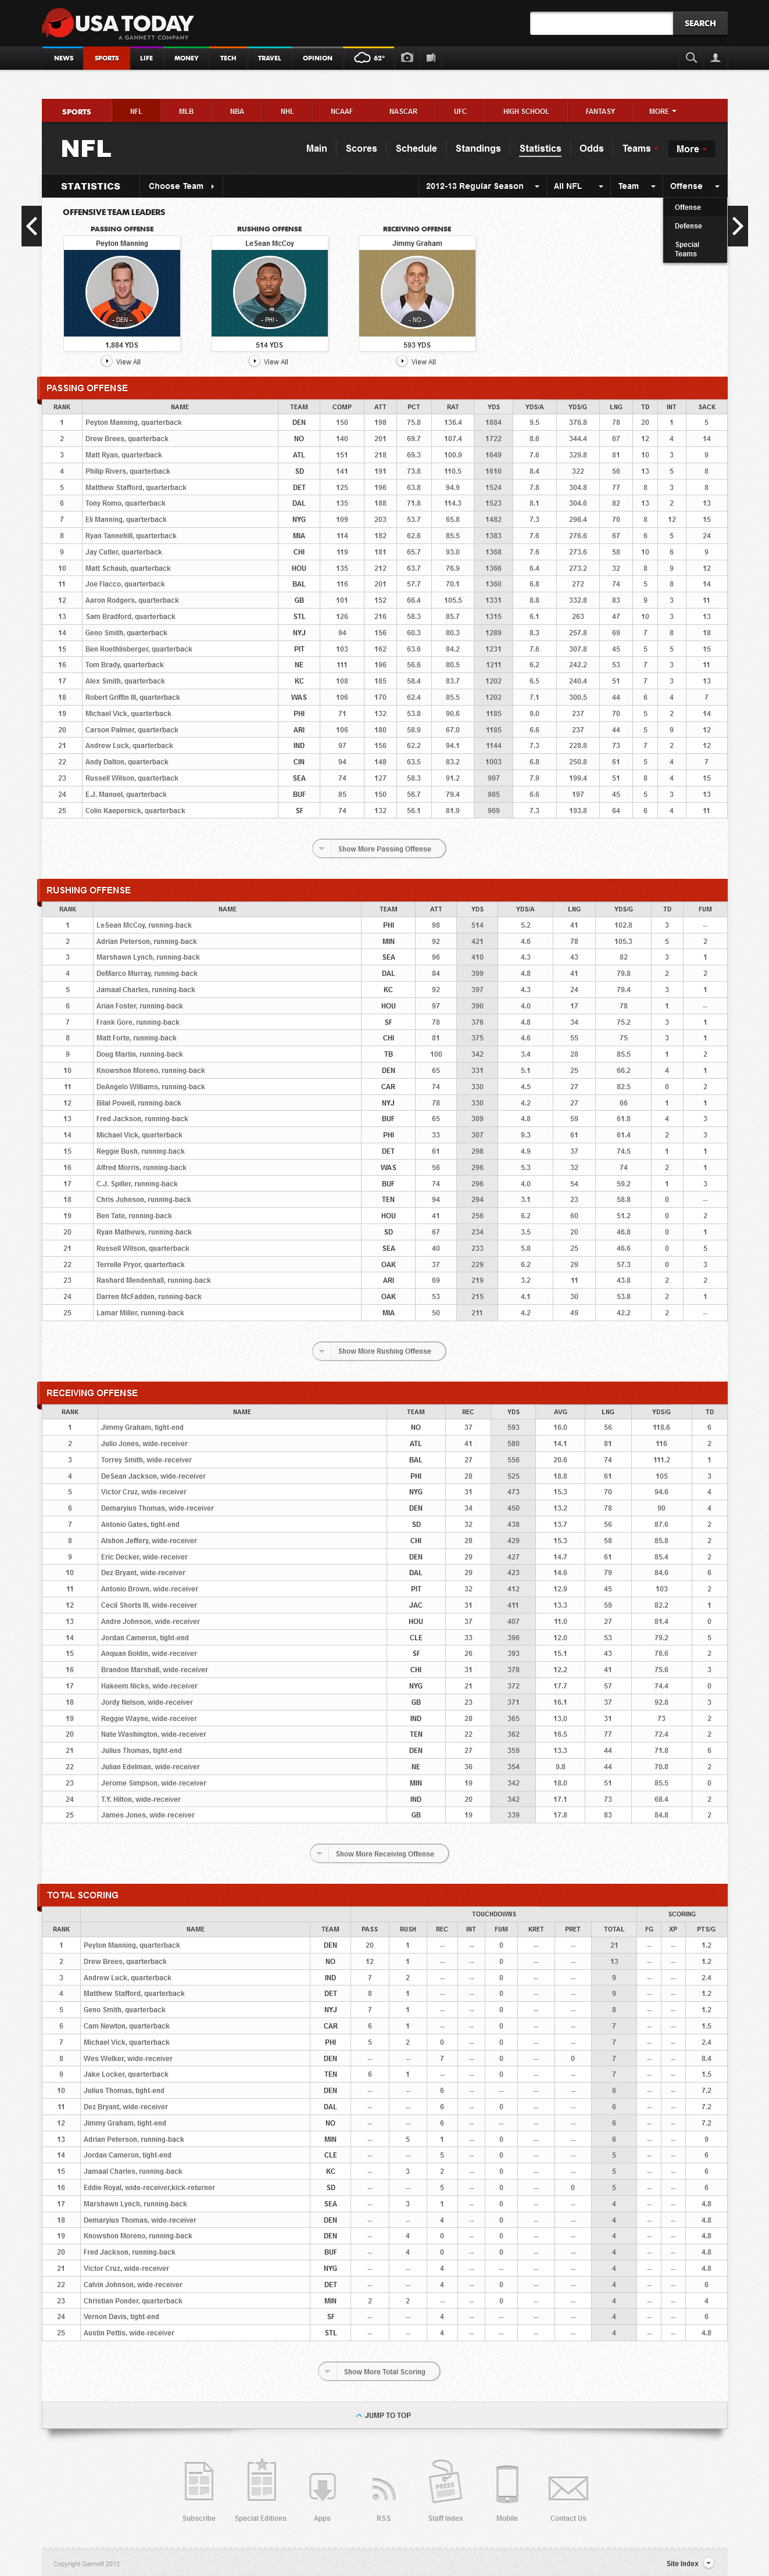 USA TODAY
A GANNETT COMPANY
SEARCH
NEWS SPORTS LIFE MONEY TECH TRAVEL OPINION 62°
SPORTS NFL MLB NBA NHL NCAAF NASCAR UFC HIGH SCHOOL FANTASY MORE
NFL Main Scores Schedule Standings Statistics Odds Teams More
STATISTICS Choose Team 2012-13 Regular Season All NFL Team Offense
Offense
Defense
Special
Teams
OFFENSIVE TEAM LEADERS
PASSING OFFENSE RUSHING OFFENSE RECEIVING OFFENSE
Peyton Manning LeSean McCoy Jimmy Graham
- DEN - - PHI - - NO -
1,884 YDS 514 YDS 593 YDS
View All View All View All
PASSING OFFENSE
RANK NAME TEAM COMP ATT PCT RAT YDS YDS/A YDS/G LNG TD INT SACK
1 Peyton Manning, quarterback DEN 150 198 75.8 136.4 1884 9.5 376.8 78 20 1 5
2 Drew Brees, quarterback NO 140 201 69.7 107.4 1722 8.6 344.4 67 12 4 14
3 Matt Ryan, quarterback ATL 151 218 69.3 100.9 1649 7.6 329.8 81 10 3 9
4 Philip Rivers, quarterback SD 141 191 73.8 110.5 1610 8.4 322 56 13 5 8
5 Matthew Stafford, quarterback DET 125 196 63.8 94.9 1524 7.8 304.8 77 8 3 8
6 Tony Romo, quarterback DAL 135 188 71.8 114.3 1523 8.1 304.6 82 13 2 13
7 Eli Manning, quarterback NYG 109 203 53.7 65.8 1482 7.3 296.4 70 8 12 15
8 Ryan Tannehill, quarterback MIA 114 182 62.6 85.5 1383 7.6 276.6 67 6 5 24
9 Jay Cutler, quarterback CHI 119 181 65.7 93.0 1368 7.6 273.6 58 10 6 9
10 Matt Schaub, quarterback HOU 135 212 63.7 76.9 1366 6.4 273.2 32 8 9 12
11 Joe Flacco, quarterback BAL 116 201 57.7 70.1 1360 6.8 272 74 5 8 14
12 Aaron Rodgers, quarterback GB 101 152 66.4 105.5 1331 8.8 332.8 83 9 3 11
13 Sam Bradford, quarterback STL 126 216 58.3 85.7 1315 6.1 263 47 10 3 13
14 Geno Smith, quarterback NYJ 94 156 60.3 80.3 1289 8.3 257.8 69 7 8 18
15 Ben Roethlisberger, quarterback PIT 103 162 63.6 84.2 1231 7.6 307.8 45 5 5 15
16 Tom Brady, quarterback NE 111 196 56.6 80.5 1211 6.2 242.2 53 7 3 11
17 Alex Smith, quarterback KC 108 185 58.4 83.7 1202 6.5 240.4 51 7 3 13
18 Robert Griffin III, quarterback WAS 106 170 62.4 85.5 1202 7.1 300.5 44 6 4 7
19 Michael Vick, quarterback PHI 71 132 53.8 90.6 1185 9.0 237 70 5 2 14
20 Carson Palmer, quarterback ARI 106 180 58.9 67.0 1185 6.6 237 44 5 9 12
21 Andrew Luck, quarterback IND 97 156 62.2 94.1 1144 7.3 228.8 73 7 2 12
22 Andy Dalton, quarterback CIN 94 148 63.5 83.2 1003 6.8 250.8 61 5 4 7
23 Russell Wilson, quarterback SEA 74 127 58.3 91.2 997 7.9 199.4 51 8 4 15
24 E.J. Manuel, quarterback BUF 85 150 56.7 79.4 985 6.6 197 45 5 3 13
25 Colin Kaepernick, quarterback SF 74 132 56.1 81.9 969 7.3 193.8 64 6 4 11
Show More Passing Offense
RUSHING OFFENSE
RANK NAME TEAM ATT YDS YDS/A LNG YDS/G TD FUM
1 LeSean McCoy, running-back PHI 98 514 5.2 41 102.8 3 --
2 Adrian Peterson, running-back MIN 92 421 4.6 78 105.3 5 2
3 Marshawn Lynch, running-back SEA 96 410 4.3 43 82 3 1
4 DeMarco Murray, running-back DAL 84 399 4.8 41 79.8 2 2
5 Jamaal Charles, running-back KC 92 397 4.3 24 79.4 3 1
6 Arian Foster, running-back HOU 97 390 4.0 17 78 1 --
7 Frank Gore, running-back SF 78 376 4.8 34 75.2 3 1
8 Matt Forte, running-back CHI 81 375 4.6 55 75 3 1
9 Doug Martin, running-back TB 100 342 3.4 28 85.5 1 2
10 Knowshon Moreno, running-back DEN 65 331 5.1 25 66.2 4 1
11 DeAngelo Williams, running-back CAR 74 330 4.5 27 82.5 0 2
12 Bilal Powell, running-back NYJ 78 330 4.2 27 66 1 1
13 Fred Jackson, running-back BUF 65 309 4.8 59 61.8 4 3
14 Michael Vick, quarterback PHI 33 307 9.3 61 61.4 2 3
15 Reggie Bush, running-back DET 61 298 4.9 37 74.5 1 1
16 Alfred Morris, running-back WAS 56 296 5.3 32 74 2 1
17 C.J. Spiller, running-back BUF 74 296 4.0 54 59.2 1 3
18 Chris Johnson, running-back TEN 94 294 3.1 23 58.8 0 --
19 Ben Tate, running-back HOU 41 256 6.2 60 51.2 0 2
20 Ryan Mathews, running-back SD 67 234 3.5 20 46.8 0 1
21 Russell Wilson, quarterback SEA 40 233 5.8 25 46.6 0 5
22 Terrelle Pryor, quarterback OAK 37 229 6.2 29 57.3 0 3
23 Rashard Mendenhall, running-back ARI 69 219 3.2 11 43.8 2 2
24 Darren McFadden, running-back OAK 53 215 4.1 30 53.8 2 1
25 Lamar Miller, running-back MIA 50 211 4.2 49 42.2 2 --
Show More Rushing Offense
RECEIVING OFFENSE
RANK NAME TEAM REC YDS AVG LNG YDS/G TD
1 Jimmy Graham, tight-end NO 37 593 16.0 56 118.6 6
2 Julio Jones, wide-receiver ATL 41 580 14.1 81 116 2
3 Torrey Smith, wide-receiver BAL 27 556 20.6 74 111.2 1
4 DeSean Jackson, wide-receiver PHI 28 525 18.8 61 105 3
5 Victor Cruz, wide-receiver NYG 31 473 15.3 70 94.6 4
6 Demaryius Thomas, wide-receiver DEN 34 450 13.2 78 90 4
7 Antonio Gates, tight-end SD 32 438 13.7 56 87.6 2
8 Alshon Jeffery, wide-receiver CHI 28 429 15.3 58 85.8 2
9 Eric Decker, wide-receiver DEN 29 427 14.7 61 85.4 2
10 Dez Bryant, wide-receiver DAL 29 423 14.6 79 84.6 6
11 Antonio Brown, wide-receiver PIT 32 412 12.9 45 103 2
12 Cecil Shorts III, wide-receiver JAC 31 411 13.3 59 82.2 1
13 Andre Johnson, wide-receiver HOU 37 407 11.0 27 81.4 0
14 Jordan Cameron, tight-end CLE 33 396 12.0 53 79.2 5
15 Anquan Boldin, wide-receiver SF 26 393 15.1 43 78.6 2
16 Brandon Marshall, wide-receiver CHI 31 378 12.2 41 75.6 3
17 Hakeem Nicks, wide-receiver NYG 21 372 17.7 57 74.4 0
18 Jordy Nelson, wide-receiver GB 23 371 16.1 37 92.8 3
19 Reggie Wayne, wide-receiver IND 28 365 13.0 31 73 2
20 Nate Washington, wide-receiver TEN 22 362 16.5 77 72.4 2
21 Julius Thomas, tight-end DEN 27 359 13.3 44 71.8 6
22 Julian Edelman, wide-receiver NE 36 354 9.8 44 70.8 2
23 Jerome Simpson, wide-receiver MIN 19 342 18.0 51 85.5 0
24 T.Y. Hilton, wide-receiver IND 20 342 17.1 73 68.4 2
25 James Jones, wide-receiver GB 19 339 17.8 83 84.8 2
Show More Receiving Offense
TOTAL SCORING
TOUCHDOWNS SCORING
RANK NAME TEAM PASS RUSH REC INT FUM KRET PRET TOTAL FG XP PTS/G
1 Peyton Manning, quarterback DEN 20 1 -- -- 0 -- -- 21 -- -- 1.2
2 Drew Brees, quarterback NO 12 1 -- -- 0 -- -- 13 -- -- 1.2
3 Andrew Luck, quarterback IND 7 2 -- -- 0 -- -- 9 -- -- 2.4
4 Matthew Stafford, quarterback DET 8 1 -- -- 0 -- -- 9 -- -- 1.2
5 Geno Smith, quarterback NYJ 7 1 -- -- 0 -- -- 8 -- -- 1.2
6 Cam Newton, quarterback CAR 6 1 -- -- 0 -- -- 7 -- -- 1.5
7 Michael Vick, quarterback PHI 5 2 0 -- 0 -- -- 7 -- -- 2.4
8 Wes Welker, wide-receiver DEN -- -- 7 -- 0 -- 0 7 -- -- 8.4
9 Jake Locker, quarterback TEN 6 1 -- -- 0 -- -- 7 -- -- 1.5
10 Julius Thomas, tight-end DEN -- -- 6 -- 0 -- -- 6 -- -- 7.2
11 Dez Bryant, wide-receiver DAL -- -- 6 -- 0 -- -- 6 -- -- 7.2
12 Jimmy Graham, tight-end NO -- -- 6 -- 0 -- -- 6 -- -- 7.2
13 Adrian Peterson, running-back MIN -- 5 1 -- 0 -- -- 6 -- -- 9
14 Jordan Cameron, tight-end CLE -- -- 5 -- 0 -- -- 5 -- -- 6
15 Jamaal Charles, running-back KC -- 3 2 -- 0 -- -- 5 -- -- 6
16 Eddie Royal, wide-receiver,kick-returner SD -- -- 5 -- 0 -- 0 5 -- -- 6
17 Marshawn Lynch, running-back SEA -- 3 1 -- 0 -- -- 4 -- -- 4.8
18 Demaryius Thomas, wide-receiver DEN -- -- 4 -- 0 -- -- 4 -- -- 4.8
19 Knowshon Moreno, running-back DEN -- 4 0 -- 0 -- -- 4 -- -- 4.8
20 Fred Jackson, running-back BUF -- 4 0 -- 0 -- -- 4 -- -- 4.8
21 Victor Cruz, wide-receiver NYG -- -- 4 -- 0 -- -- 4 -- -- 4.8
22 Calvin Johnson, wide-receiver DET -- -- 4 -- 0 -- -- 4 -- -- 6
23 Christian Ponder, quarterback MIN 2 2 -- -- 0 -- -- 4 -- -- 4
24 Vernon Davis, tight-end SF -- -- 4 -- 0 -- -- 4 -- -- 6
25 Austin Pettis, wide-receiver STL -- -- 4 -- 0 -- -- 4 -- -- 4.8
Show More Total Scoring
JUMP TO TOP
PRESS
Subscribe Special Editions Apps RSS Staff Index Mobile Contact Us
Copyright Gannett 2013 Site Index